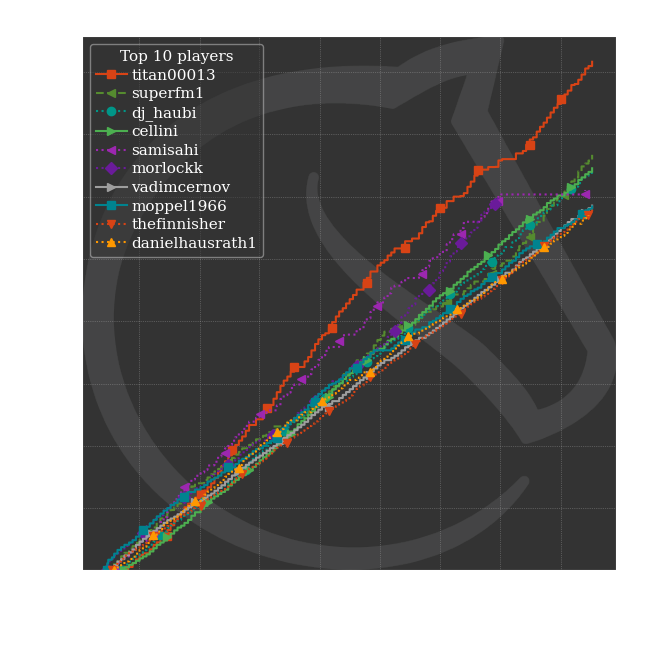 Top 10 players
titan00013
superfm1
dj_haubi
cellini
samisahi
morlockk
vadimcernov
moppel1966
thefinnisher
danielhausrath1